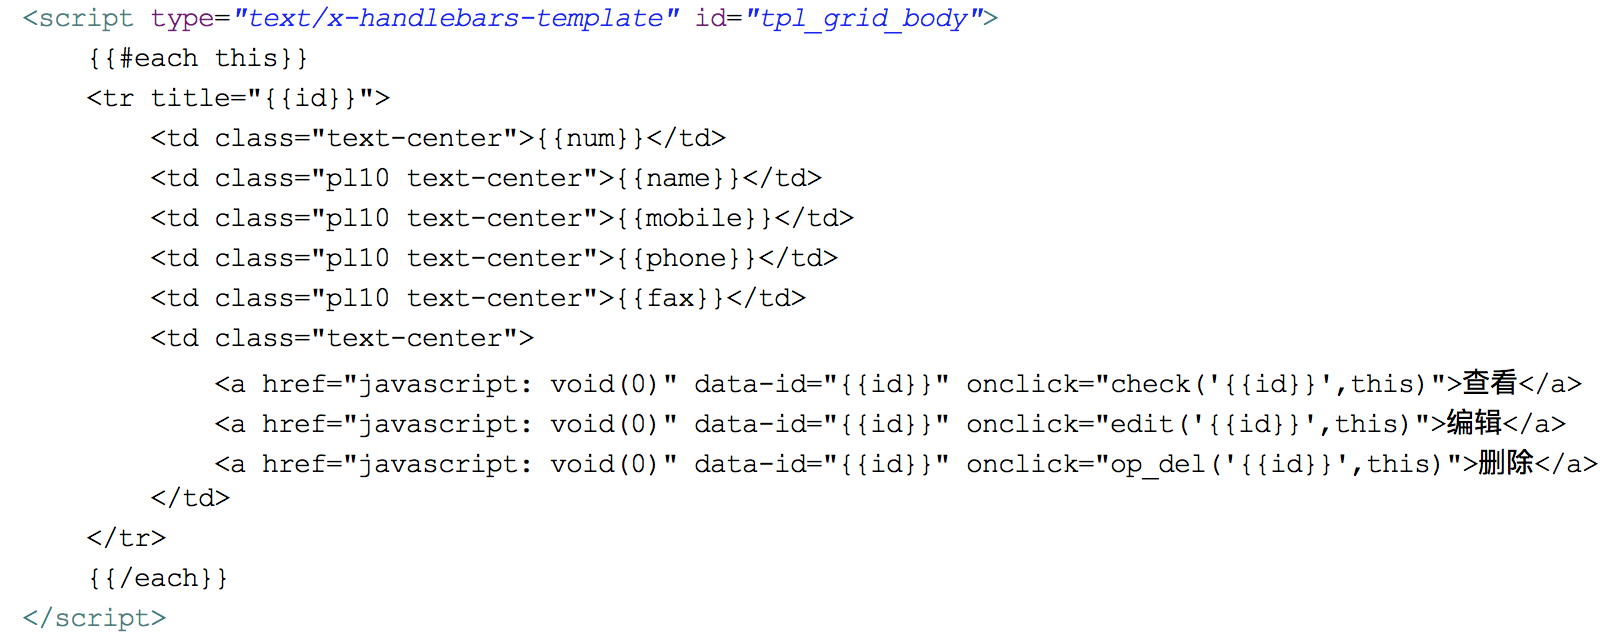 <script type="text/x-handlebars-template" id="tpl_grid_body">
{{#each this}}
<tr title="{{id}}">
<td class="text-center">{{num}}</td>
<td class="pl10 text-center">{{name}}</td>
<td class="pl10 text-center">{{mobile}}</td>
<td class="pl10 text-center">{{phone}}</td>
<td class="pl10 text-center">{{fax}}</td>
<td class="text-center">
<a href="javascript: void(0)" data-id="{{id}}" onclick="check('{{id}}',this)">查看</a>
<a href="javascript: void(0)" data-id="{{id}}" onclick="edit('{{id}}',this)">编辑</a>
<a href="javascript: void(0)" data-id="{{id}}" onclick="op_del('{{id}}',this)">删除</a>
</td>
</tr>
{{/each}}
</script>